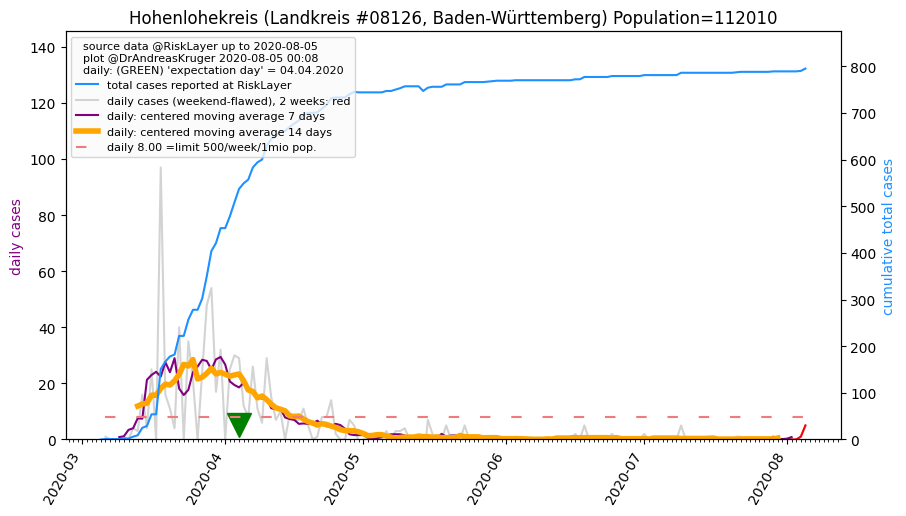 Hohenlohekreis (Landkreis #08126, Baden-Württemberg) Population=112010
source data @RiskLayer up to 2020-08-05
plot @DrAndreasKruger 2020-08-05 00:08
daily: (GREEN) 'expectation day' = 04.04.2020
total cases reported at RiskLayer
daily cases (weekend-flawed), 2 weeks: red
daily: centered moving average 7 days
daily: centered moving average 14 days
daily 8.00 =limit 500/week/1mio pop.
daily cases
140
120
100
80
60
40
20
0
cumulative total cases
800
700
600
500
400
300
200
100
0
2020-03
2020-04
2020-05
2020-06
2020-07
2020-08